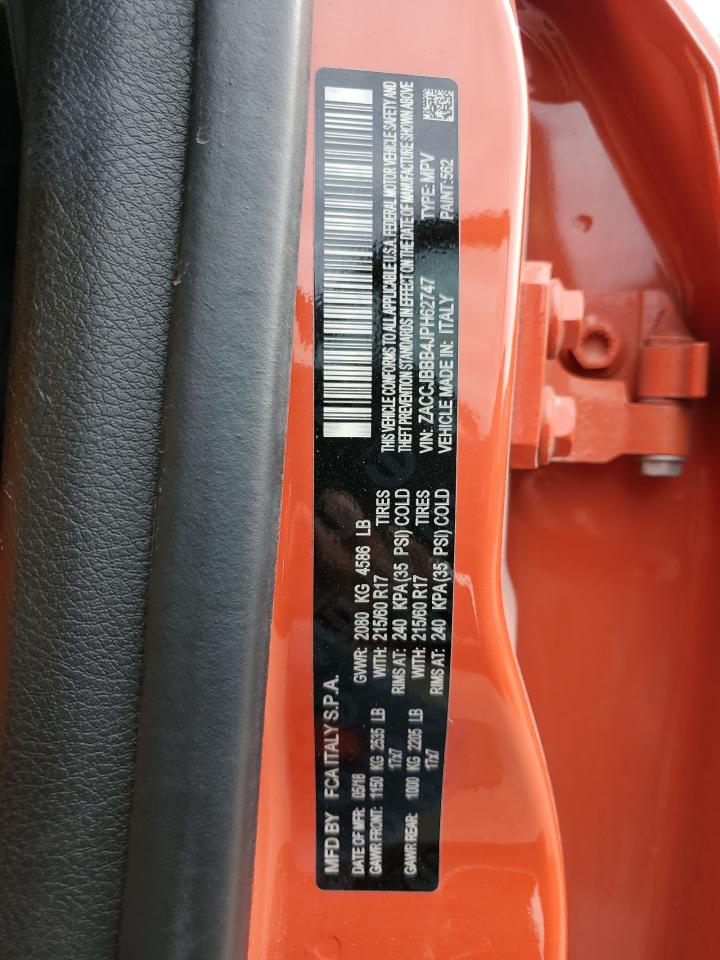 MFD BY FCA ITALY S.P.A.
DATE OF MFR: 05/18 GVWR: 2080 KG 4586 LB
GAWR FRONT: 1150 KG 2535 LB WITH: 215/60 R17 TIRES
17x7 RIMS AT: 240 KPA(35 PSI) COLD
GAWR REAR: 1000 KG 2205 LB WITH: 215/60 R17 TIRES
17x7 RIMS AT: 240 KPA(35 PSI) COLD
THIS VEHICLE CONFORMS TO ALL APPLICABLE U.S.A. FEDERAL MOTOR VEHICLE SAFETY AND
THEFT PREVENTION STANDARDS IN EFFECT ON THE DATE OF MANUFACTURE SHOWN ABOVE
VIN: ZACCJBBB4JPH62747 TYPE: MPV
VEHICLE MADE IN: ITALY PAINT: 562